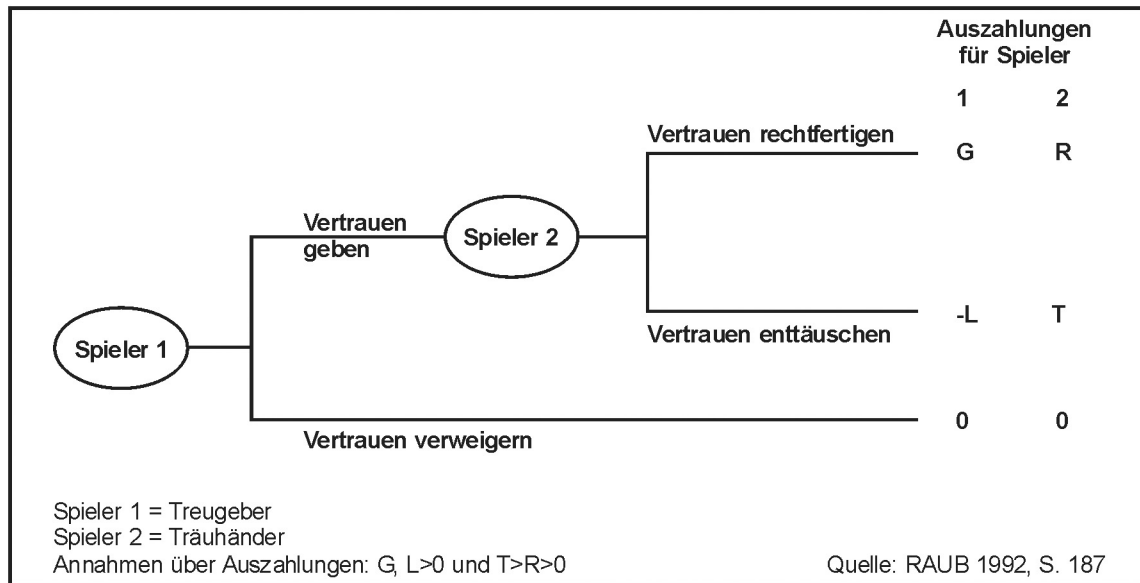 Auszahlungen
für Spieler
1 2
Vertrauen rechtfertigen
G R
Vertrauen
geben
Spieler 2
Spieler 1
-L T
Vertrauen enttäuschen
0 0
Vertrauen verweigern
Spieler 1 = Treugeber
Spieler 2 = Träuhänder
Annahmen über Auszahlungen: G, L>0 und T>R>0
Quelle: RAUB 1992, S. 187